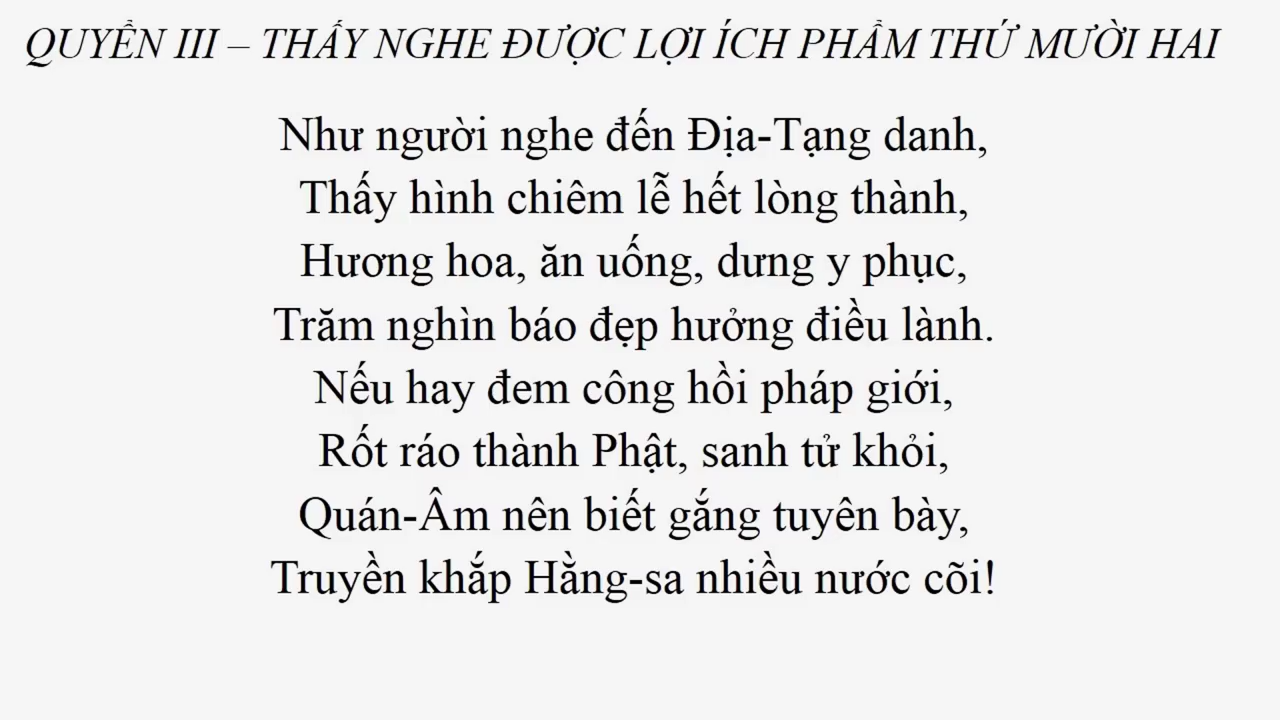 QUYỂN III – THẤY NGHE ĐƯỢC LỢI ÍCH PHẨM THỨ MƯỜI HAI
Như người nghe đến Địa-Tạng danh,
Thấy hình chiêm lễ hết lòng thành,
Hương hoa, ăn uống, dưng y phục,
Trăm nghìn báo đẹp hưởng điều lành.
Nếu hay đem công hồi pháp giới,
Rốt ráo thành Phật, sanh tử khỏi,
Quán-Âm nên biết gắng tuyên bày,
Truyền khắp Hằng-sa nhiều nước cõi!